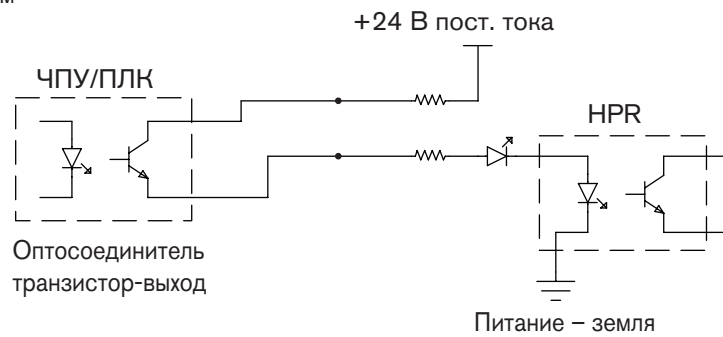 м
+24 В пост. тока
ЧПУ/ПЛК
HPR
Оптосоединитель
транзистор-выход
Питание – земля